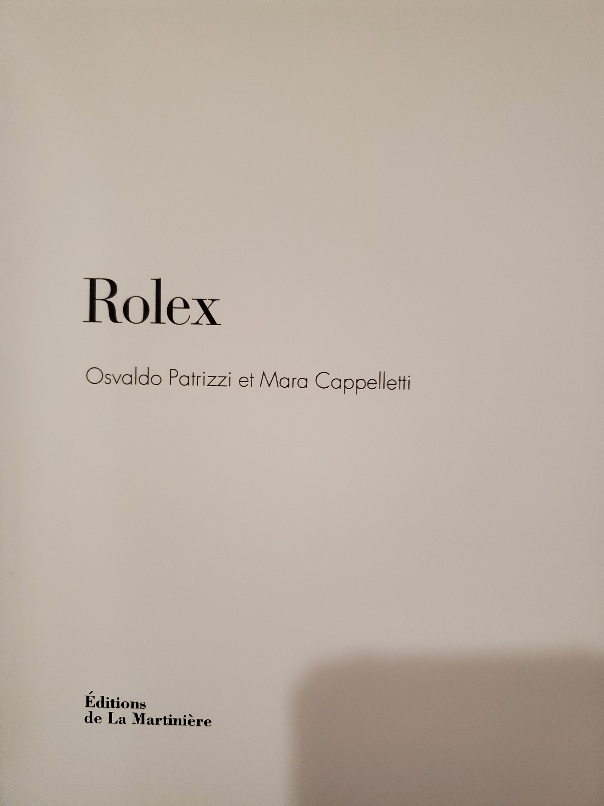 Rolex
Osvaldo Patrizzi et Mara Cappelletti
Éditions
de La Martinière